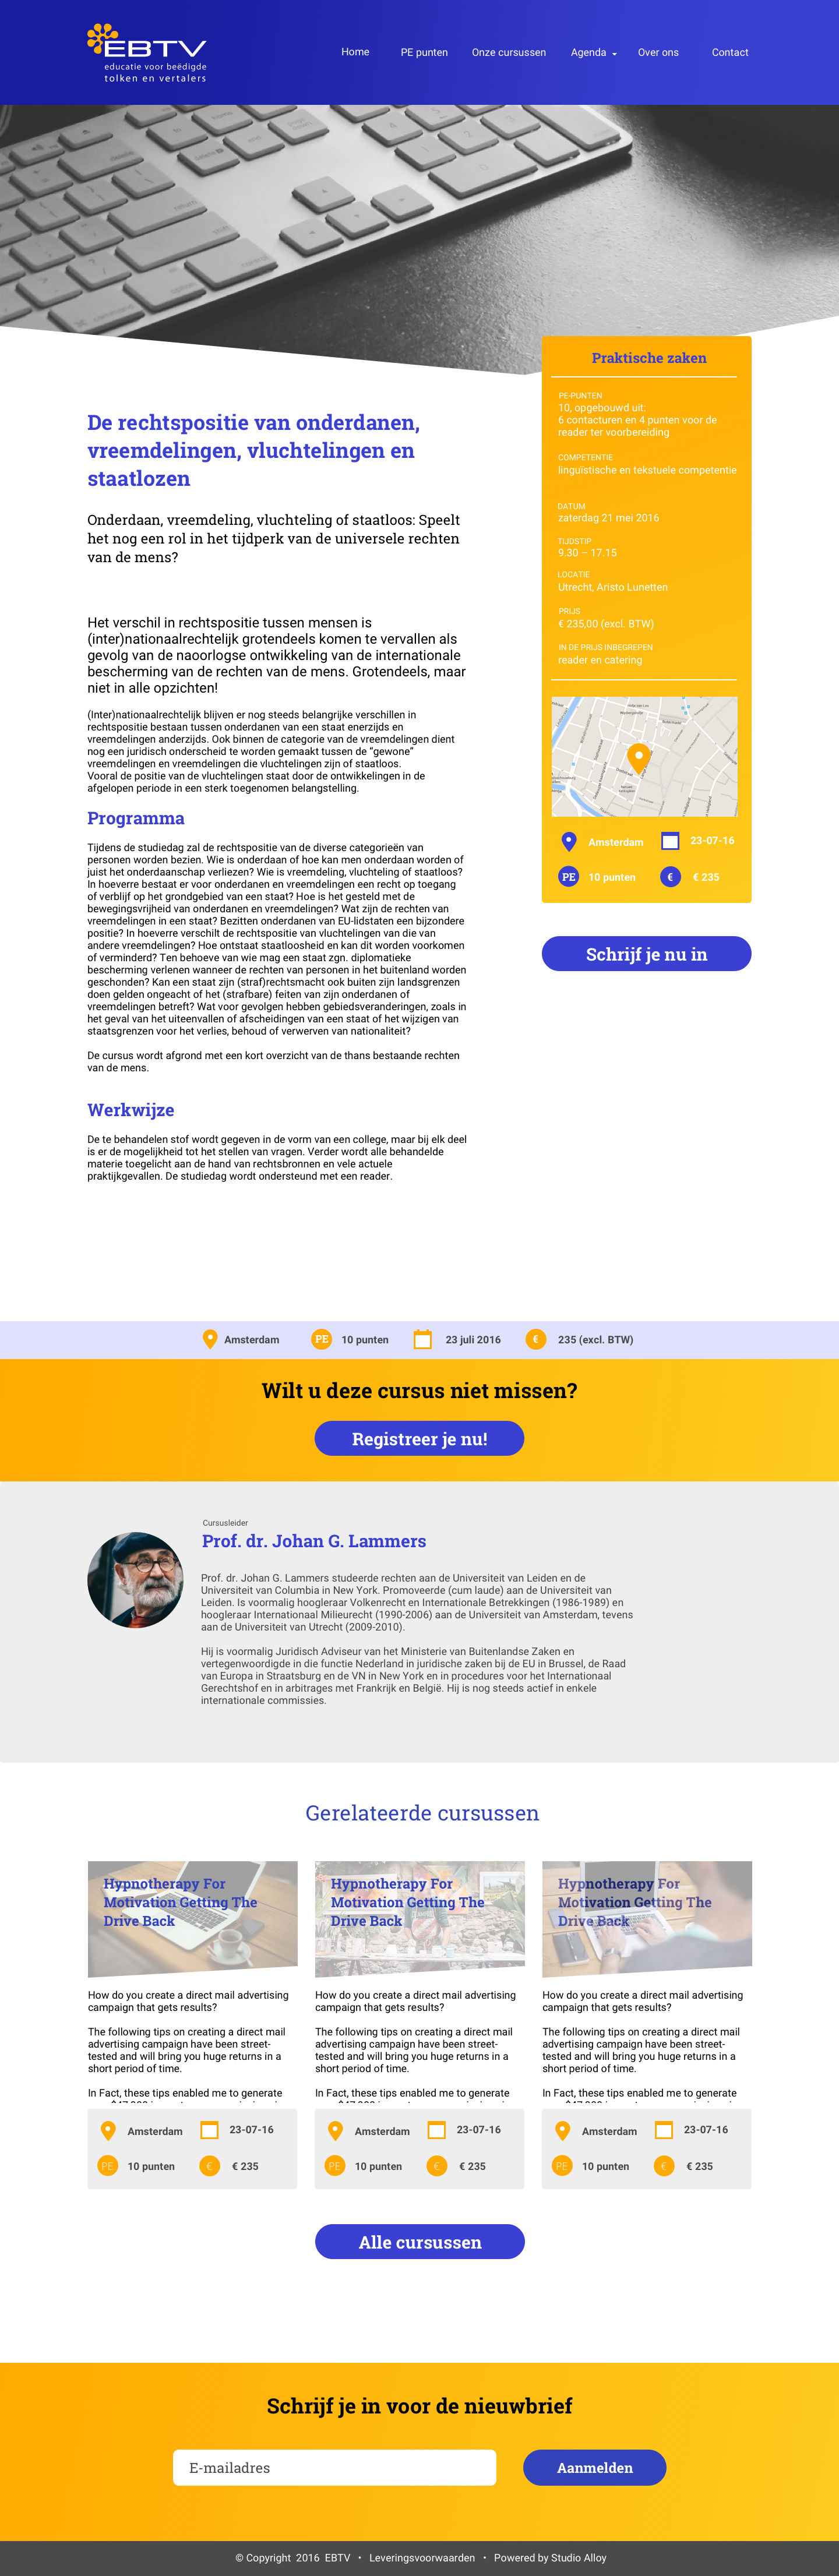 EBTV
educatie voor beëdigde
tolken en vertalers
Home PE punten Onze cursussen Agenda Over ons Contact
De rechtspositie van onderdanen,
vreemdelingen, vluchtelingen en
staatlozen
Onderdaan, vreemdeling, vluchteling of staatloos: Speelt
het nog een rol in het tijdperk van de universele rechten
van de mens?
Het verschil in rechtspositie tussen mensen is
(inter)nationaalrechtelijk grotendeels komen te vervallen als
gevolg van de naoorlogse ontwikkeling van de internationale
bescherming van de rechten van de mens. Grotendeels, maar
niet in alle opzichten!
(Inter)nationaalrechtelijk blijven er nog steeds belangrijke verschillen in
rechtspositie bestaan tussen onderdanen van een staat enerzijds en
vreemdelingen anderzijds. Ook binnen de categorie van de vreemdelingen dient
nog een juridisch onderscheid te worden gemaakt tussen de “gewone”
vreemdelingen en vreemdelingen die vluchtelingen zijn of staatloos.
Vooral de positie van de vluchtelingen staat door de ontwikkelingen in de
afgelopen periode in een sterk toegenomen belangstelling.
Programma
Tijdens de studiedag zal de rechtspositie van de diverse categorieën van
personen worden bezien. Wie is onderdaan of hoe kan men onderdaan worden of
juist het onderdaanschap verliezen? Wie is vreemdeling, vluchteling of staatloos?
In hoeverre bestaat er voor onderdanen en vreemdelingen een recht op toegang
of verblijf op het grondgebied van een staat? Hoe is het gesteld met de
bewegingsvrijheid van onderdanen en vreemdelingen? Wat zijn de rechten van
vreemdelingen in een staat? Bezitten onderdanen van EU-lidstaten een bijzondere
positie? In hoeverre verschilt de rechtspositie van vluchtelingen van die van
andere vreemdelingen? Hoe ontstaat staatloosheid en kan dit worden voorkomen
of verminderd? Ten behoeve van wie mag een staat zgn. diplomatieke
bescherming verlenen wanneer de rechten van personen in het buitenland worden
geschonden? Kan een staat zijn (straf)rechtsmacht ook buiten zijn landsgrenzen
doen gelden ongeacht of het (strafbare) feiten van zijn onderdanen of
vreemdelingen betreft? Wat voor gevolgen hebben gebiedsveranderingen, zoals in
het geval van het uiteenvallen of afscheidingen van een staat of het wijzigen van
staatsgrenzen voor het verlies, behoud of verwerven van nationaliteit?
De cursus wordt afgrond met een kort overzicht van de thans bestaande rechten
van de mens.
Werkwijze
De te behandelen stof wordt gegeven in de vorm van een college, maar bij elk deel
is er de mogelijkheid tot het stellen van vragen. Verder wordt alle behandelde
materie toegelicht aan de hand van rechtsbronnen en vele actuele
praktijkgevallen. De studiedag wordt ondersteund met een reader.
Praktische zaken
PE-PUNTEN
10, opgebouwd uit:
6 contacturen en 4 punten voor de
reader ter voorbereiding
COMPETENTIE
linguïstische en tekstuele competentie
DATUM
zaterdag 21 mei 2016
TIJDSTIP
9.30 – 17.15
LOCATIE
Utrecht, Aristo Lunetten
PRIJS
€ 235,00 (excl. BTW)
IN DE PRIJS INBEGREPEN
reader en catering
Amsterdam 23-07-16
PE 10 punten € € 235
Schrijf je nu in
Amsterdam PE 10 punten 23 juli 2016 € 235 (excl. BTW)
Wilt u deze cursus niet missen?
Registreer je nu!
Cursusleider
Prof. dr. Johan G. Lammers
Prof. dr. Johan G. Lammers studeerde rechten aan de Universiteit van Leiden en de
Universiteit van Columbia in New York. Promoveerde (cum laude) aan de Universiteit van
Leiden. Is voormalig hoogleraar Volkenrecht en Internationale Betrekkingen (1986-1989) en
hoogleraar Internationaal Milieurecht (1990-2006) aan de Universiteit van Amsterdam, tevens
aan de Universiteit van Utrecht (2009-2010).
Hij is voormalig Juridisch Adviseur van het Ministerie van Buitenlandse Zaken en
vertegenwoordigde in die functie Nederland in juridische zaken bij de EU in Brussel, de Raad
van Europa in Straatsburg en de VN in New York en in procedures voor het Internationaal
Gerechtshof en in arbitrages met Frankrijk en België. Hij is nog steeds actief in enkele
internationale commissies.
Gerelateerde cursussen
Hypnotherapy For
Motivation Getting The
Drive Back
How do you create a direct mail advertising
campaign that gets results?
The following tips on creating a direct mail
advertising campaign have been street-
tested and will bring you huge returns in a
short period of time.
In Fact, these tips enabled me to generate
Amsterdam 23-07-16
PE 10 punten € € 235
Hypnotherapy For
Motivation Getting The
Drive Back
How do you create a direct mail advertising
campaign that gets results?
The following tips on creating a direct mail
advertising campaign have been street-
tested and will bring you huge returns in a
short period of time.
In Fact, these tips enabled me to generate
Amsterdam 23-07-16
PE 10 punten € € 235
Hypnotherapy For
Motivation Getting The
Drive Back
How do you create a direct mail advertising
campaign that gets results?
The following tips on creating a direct mail
advertising campaign have been street-
tested and will bring you huge returns in a
short period of time.
In Fact, these tips enabled me to generate
Amsterdam 23-07-16
PE 10 punten € € 235
Alle cursussen
Schrijf je in voor de nieuwbrief
E-mailadres
Aanmelden
© Copyright 2016 EBTV • Leveringsvoorwaarden • Powered by Studio Alloy